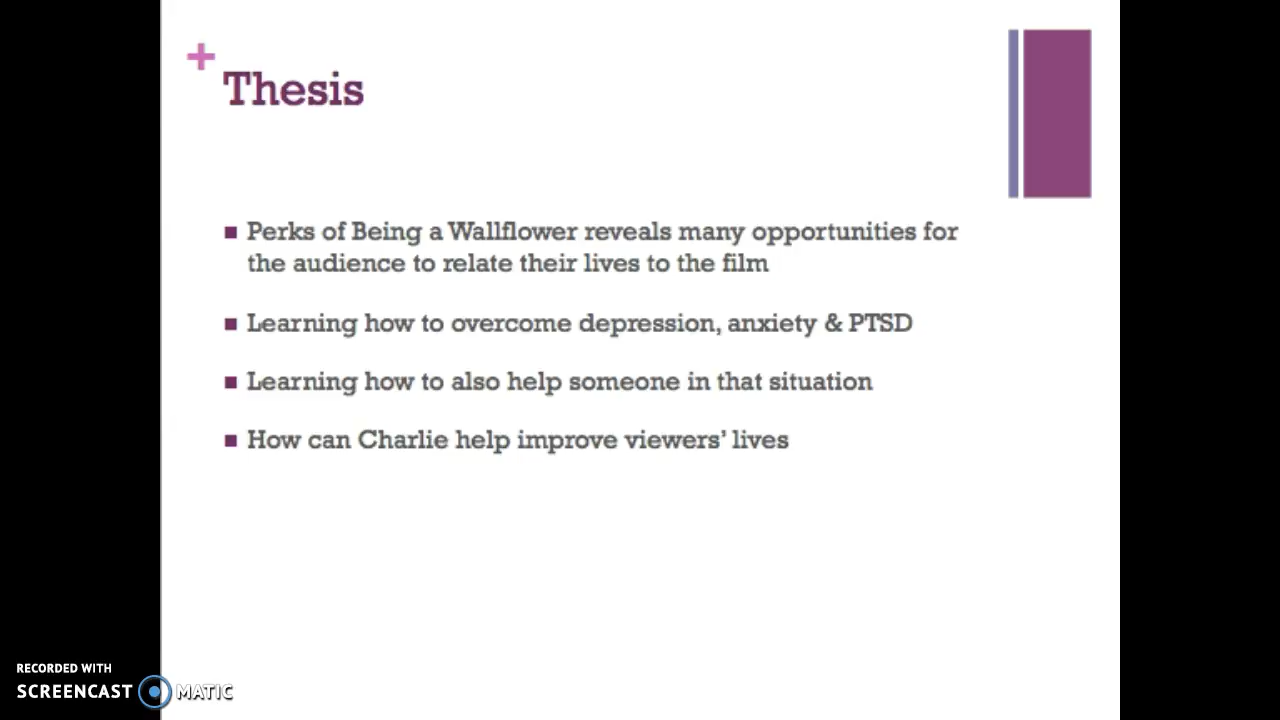 +
Thesis
Perks of Being a Wallflower reveals many opportunities for
the audience to relate their lives to the film
Learning how to overcome depression, anxiety & PTSD
Learning how to also help someone in that situation
How can Charlie help improve viewers’ lives
RECORDED WITH
SCREENCAST MATIC